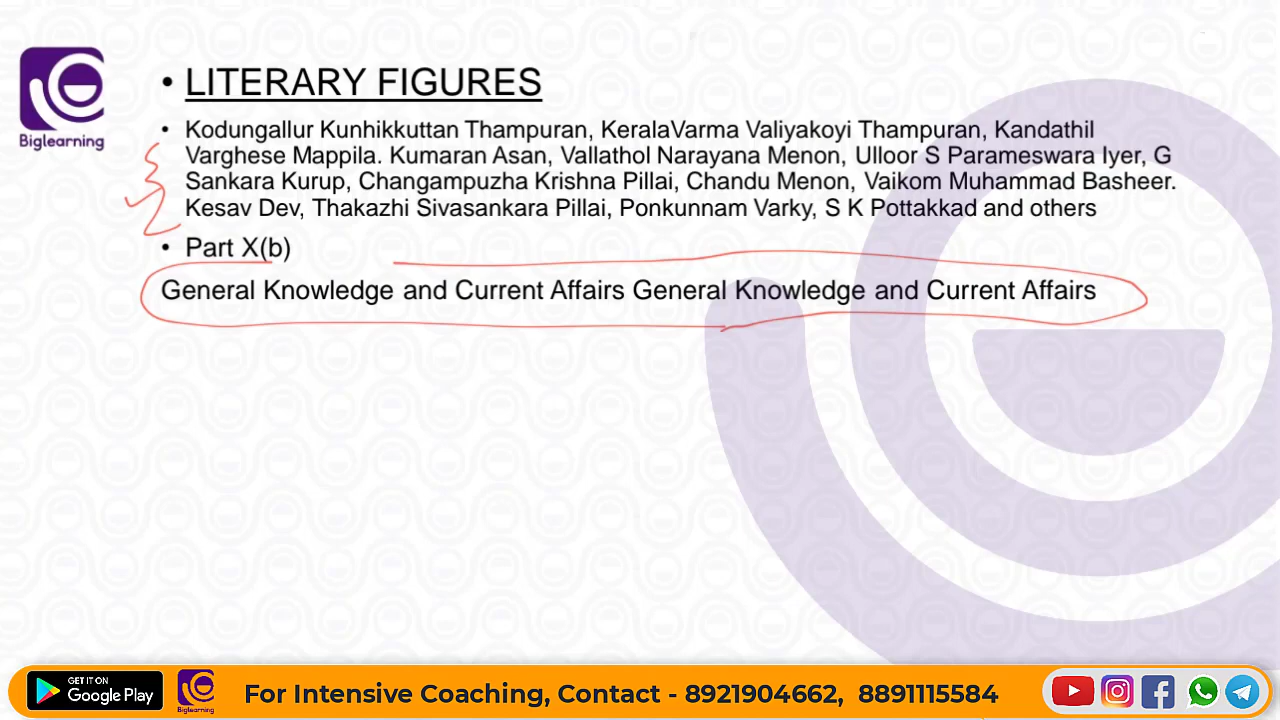 • LITERARY FIGURES
• Kodungallur Kunhikkuttan Thampuran, KeralaVarma Valiyakoyi Thampuran, Kandathil
Varghese Mappila. Kumaran Asan, Vallathol Narayana Menon, Ulloor S Parameswara Iyer, G
Sankara Kurup, Changampuzha Krishna Pillai, Chandu Menon, Vaikom Muhammad Basheer.
Kesav Dev, Thakazhi Sivasankara Pillai, Ponkunnam Varky, S K Pottakkad and others
• Part X(b)
General Knowledge and Current Affairs General Knowledge and Current Affairs
Biglearning
GET IT ON
Google Play
Biglearning
For Intensive Coaching, Contact - 8921904662, 8891115584